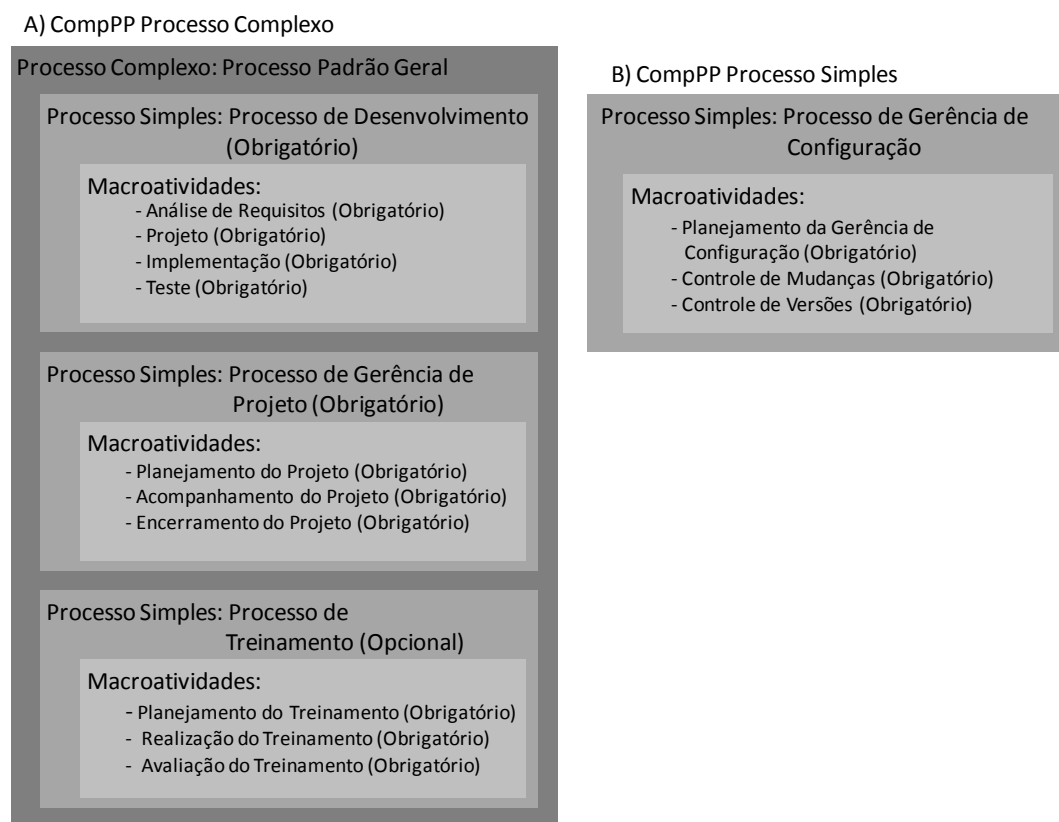 A) CompPP Processo Complexo
Processo Complexo: Processo Padrão Geral
Processo Simples: Processo de Desenvolvimento
(Obrigatório)
Macroatividades:
- Análise de Requisitos (Obrigatório)
- Projeto (Obrigatório)
- Implementação (Obrigatório)
- Teste (Obrigatório)
Processo Simples: Processo de Gerência de
Projeto (Obrigatório)
Macroatividades:
- Planejamento do Projeto (Obrigatório)
- Acompanhamento do Projeto (Obrigatório)
- Encerramento do Projeto (Obrigatório)
Processo Simples: Processo de
Treinamento (Opcional)
Macroatividades:
- Planejamento do Treinamento (Obrigatório)
- Realização do Treinamento (Obrigatório)
- Avaliação do Treinamento (Obrigatório)
B) CompPP Processo Simples
Processo Simples: Processo de Gerência de
Configuração
Macroatividades:
- Planejamento da Gerência de
Configuração (Obrigatório)
- Controle de Mudanças (Obrigatório)
- Controle de Versões (Obrigatório)